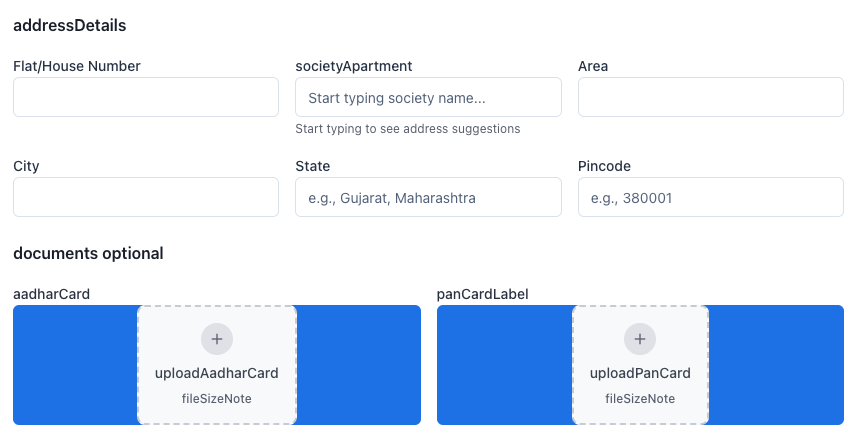 addressDetails
Flat/House Number
societyApartment
Area
Start typing society name...
Start typing to see address suggestions
City
State
Pincode
e.g., Gujarat, Maharashtra
e.g., 380001
documents optional
aadharCard
panCardLabel
uploadAadharCard
uploadPanCard
fileSizeNote
fileSizeNote